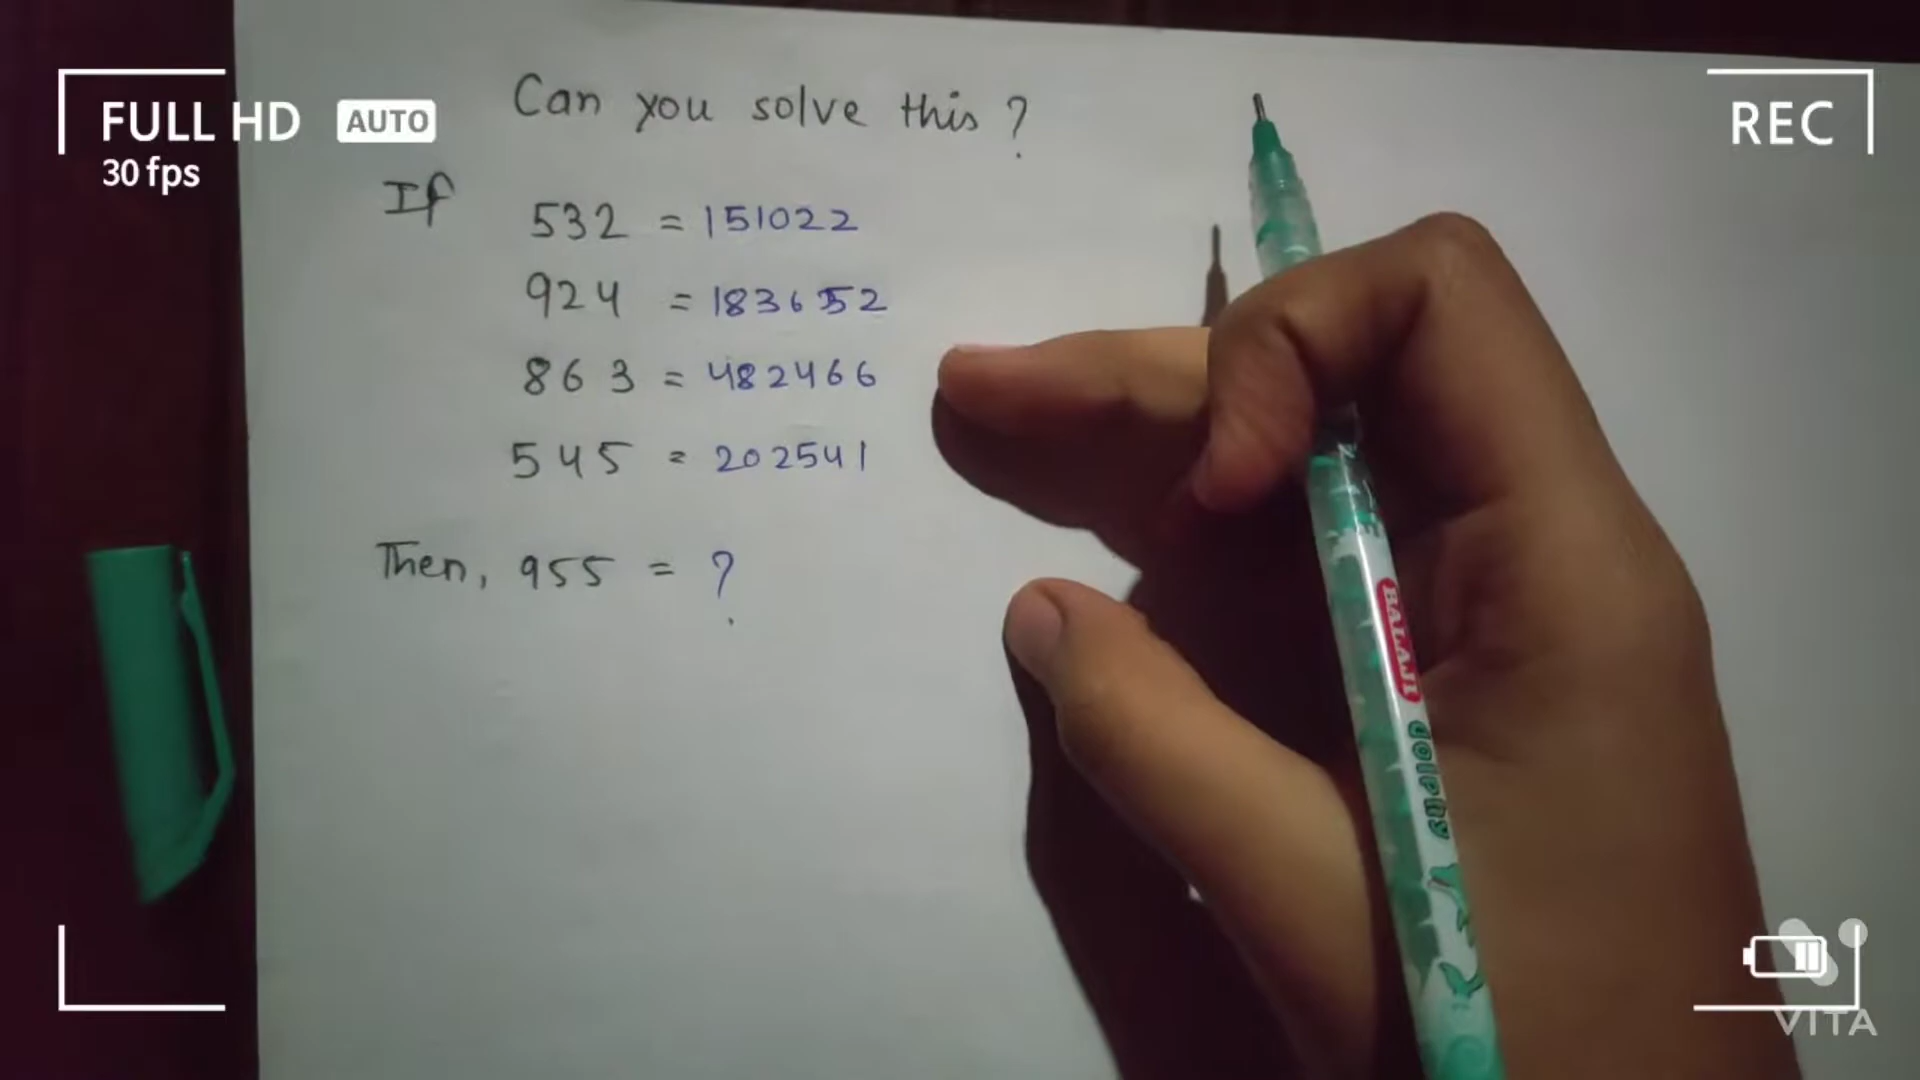 FULL HD AUTO
30 fps
REC
Can you solve this ?
If 532 = 151022
924 = 183652
863 = 482466
545 = 202541
Then, 955 = ?
BALAJI
VITA